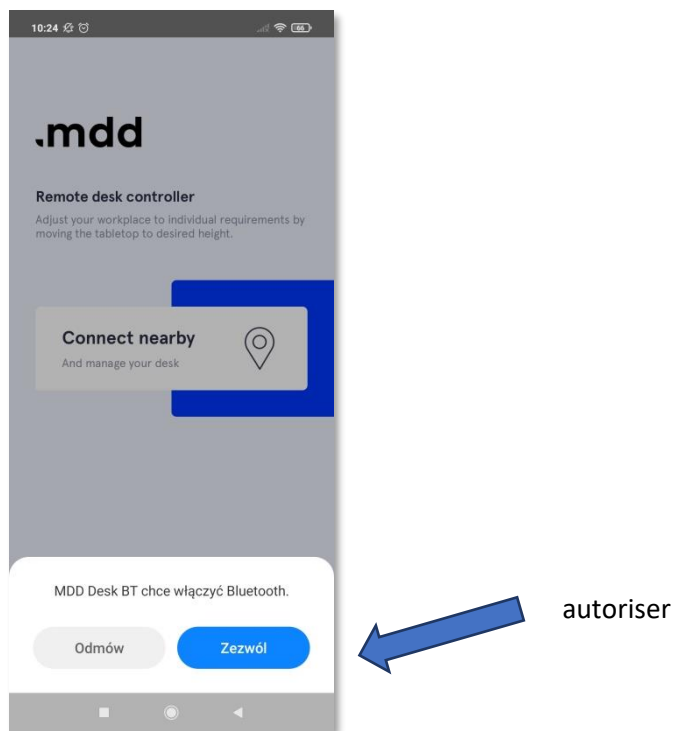 10:24
66
.mdd
Remote desk controller
Adjust your workplace to individual requirements by
moving the tabletop to desired height.
Connect nearby
And manage your desk
MDD Desk BT chce włączyć Bluetooth.
Odmów
Zezwól
autoriser